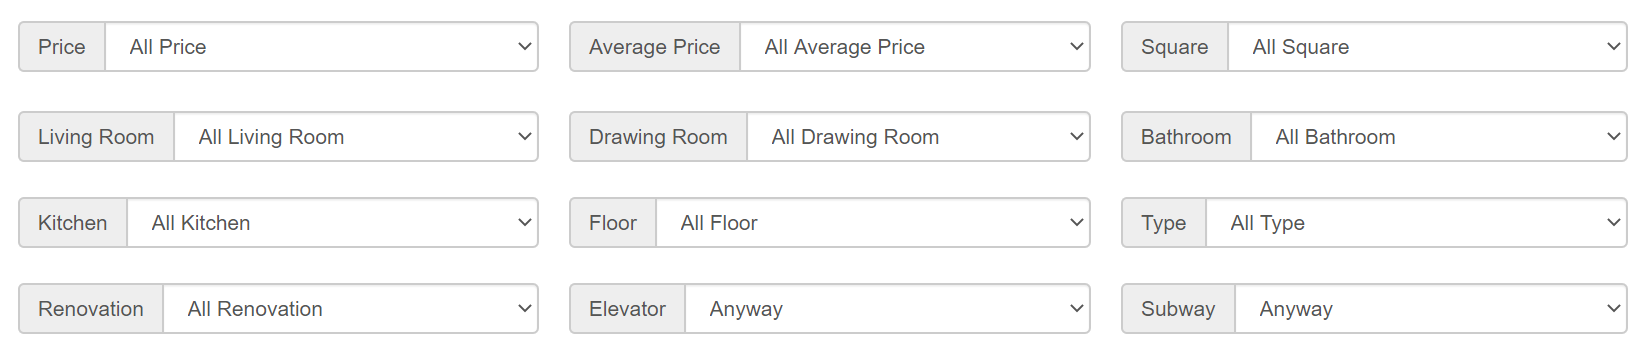 Price All Price Average Price All Average Price Square All Square
Living Room All Living Room Drawing Room All Drawing Room Bathroom All Bathroom
Kitchen All Kitchen Floor All Floor Type All Type
Renovation All Renovation Elevator Anyway Subway Anyway